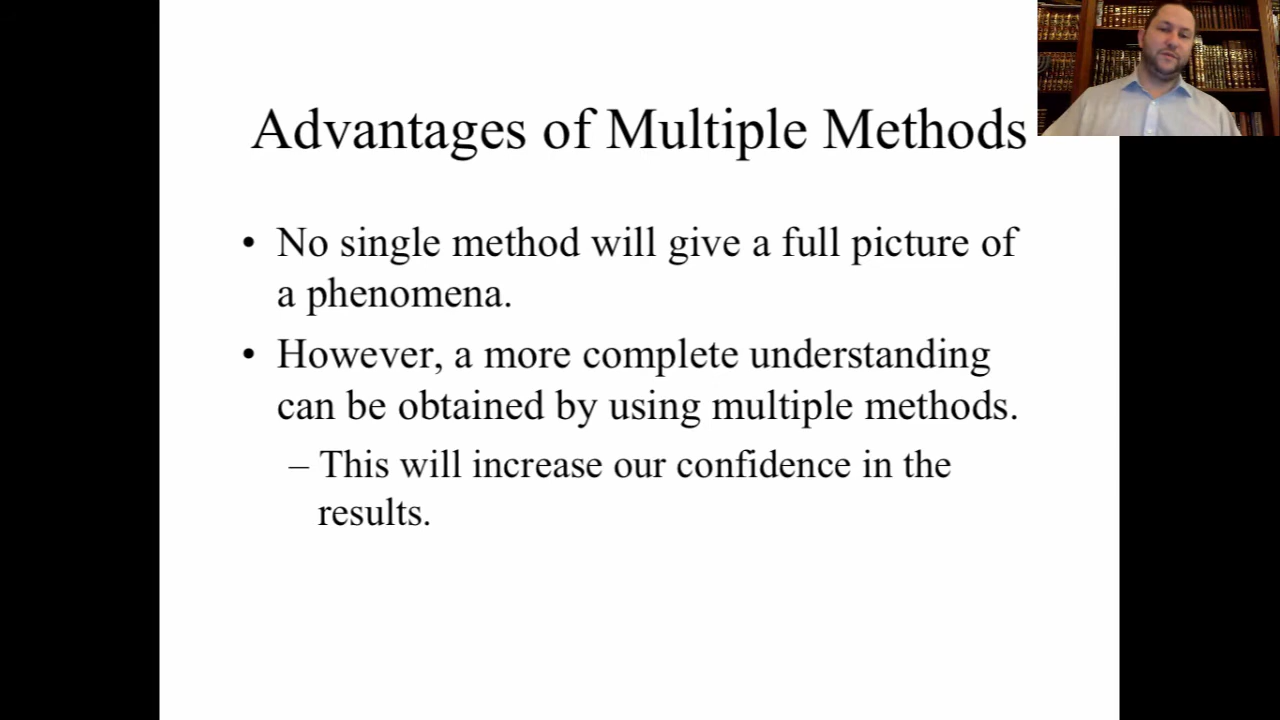 Advantages of Multiple Methods
• No single method will give a full picture of
a phenomena.
• However, a more complete understanding
can be obtained by using multiple methods.
– This will increase our confidence in the
results.